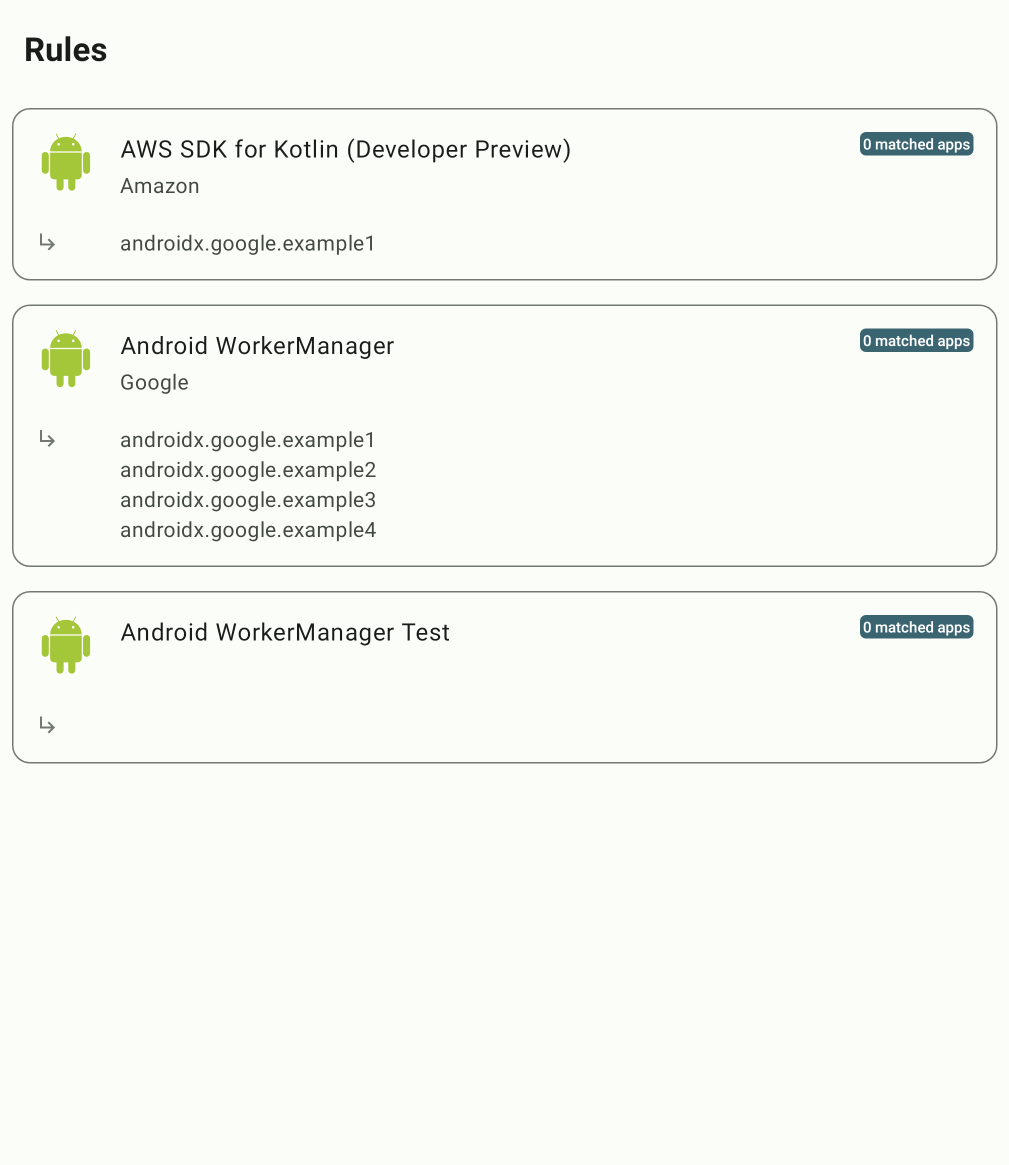 Rules
AWS SDK for Kotlin (Developer Preview)
0 matched apps
Amazon
androidx.google.example1
Android WorkerManager
0 matched apps
Google
androidx.google.example1
androidx.google.example2
androidx.google.example3
androidx.google.example4
Android WorkerManager Test
0 matched apps